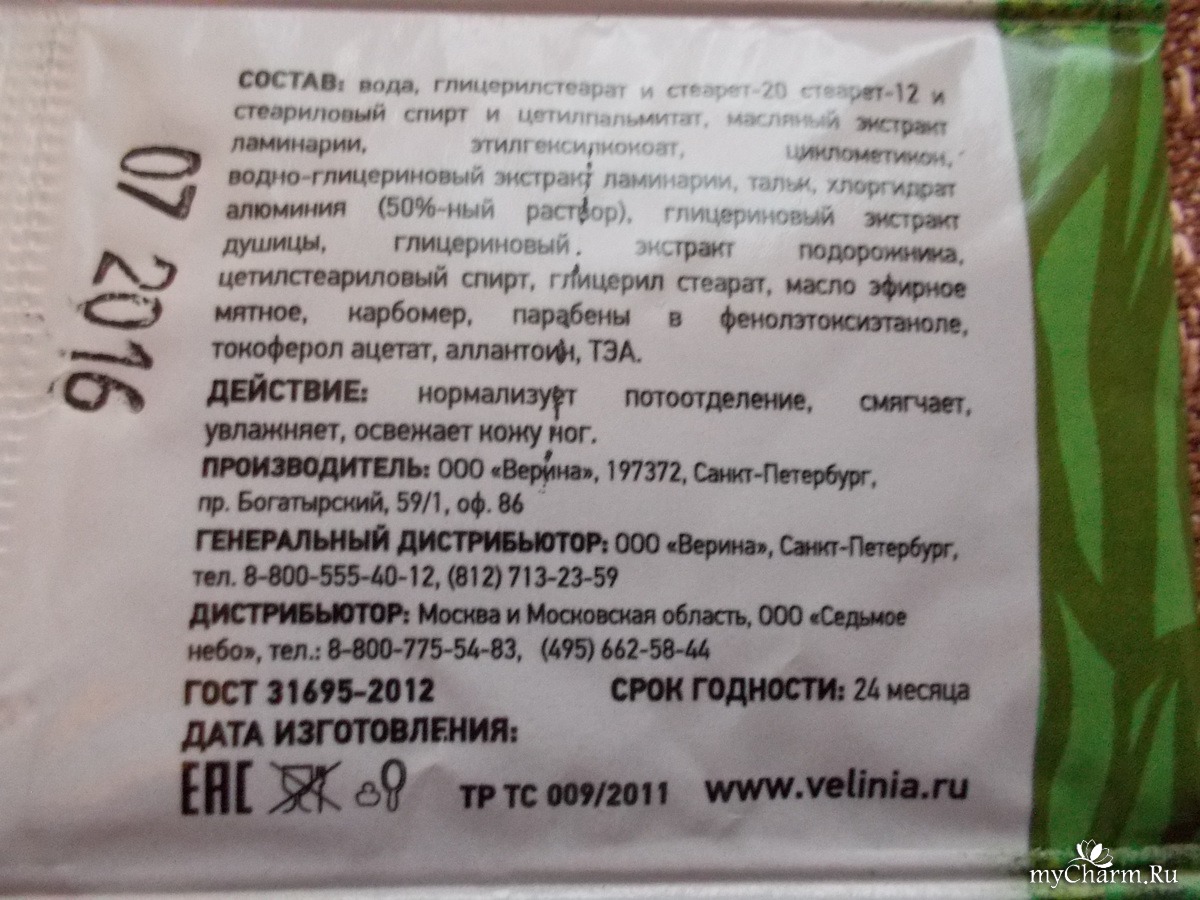 СОСТАВ: вода, глицерилстеарат и стеарет-20 стеарет-12 и
стеариловый спирт и цетилпальмитат, масляный экстракт
ламинарии, этилгексилкокоат, циклометикон,
водно-глицериновый экстракт ламинарии, тальк, хлоргидрат
алюминия (50%-ный раствор), глицериновый экстракт
душицы, глицериновый экстракт подорожника,
цетилстеариловый спирт, глицерил стеарат, масло эфирное
мятное, карбомер, парабены в фенолэтоксиэтаноле,
токоферол ацетат, аллантоин, ТЭА.
ДЕЙСТВИЕ: нормализует потоотделение, смягчает,
увлажняет, освежает кожу ног.
ПРОИЗВОДИТЕЛЬ: ООО «Верина», 197372, Санкт-Петербург,
пр. Богатырский, 59/1, оф. 86
ГЕНЕРАЛЬНЫЙ ДИСТРИБЬЮТОР: ООО «Верина», Санкт-Петербург,
тел. 8-800-555-40-12, (812) 713-23-59
ДИСТРИБЬЮТОР: Москва и Московская область, ООО «Седьмое
небо», тел.: 8-800-775-54-83, (495) 662-58-44
ГОСТ 31695-2012 СРОК ГОДНОСТИ: 24 месяца
ДАТА ИЗГОТОВЛЕНИЯ:
EAC ТР ТС 009/2011 www.velinia.ru
07 2016
myCharm.Ru